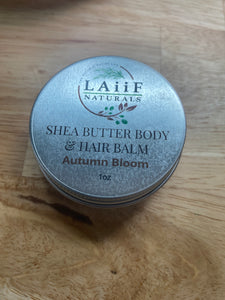 LAiiF
NATURALS
SHEA BUTTER BODY
& HAIR BALM
Autumn Bloom
1oz